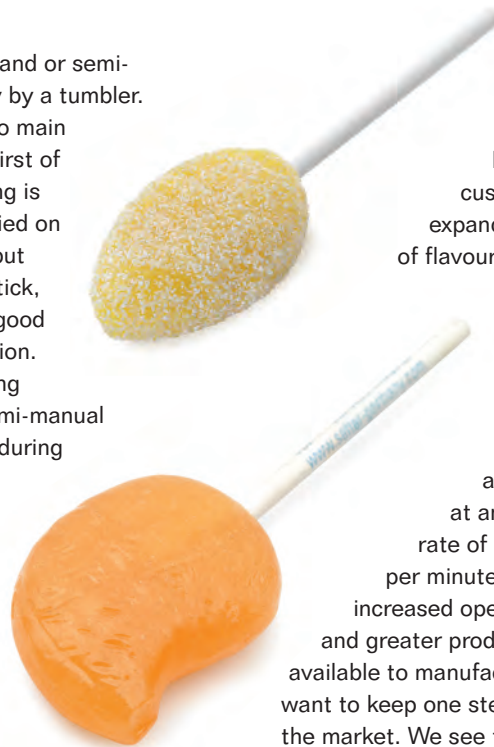 and or semi-
y by a tumbler.
o main
irst of
ng is
ied on
out
tick,
good
ion.
ng
mi-manual
during
cus
expand
of flavour
a
at an
rate of
per minute
increased ope
and greater prod
available to manufac
want to keep one ste
the market. We see